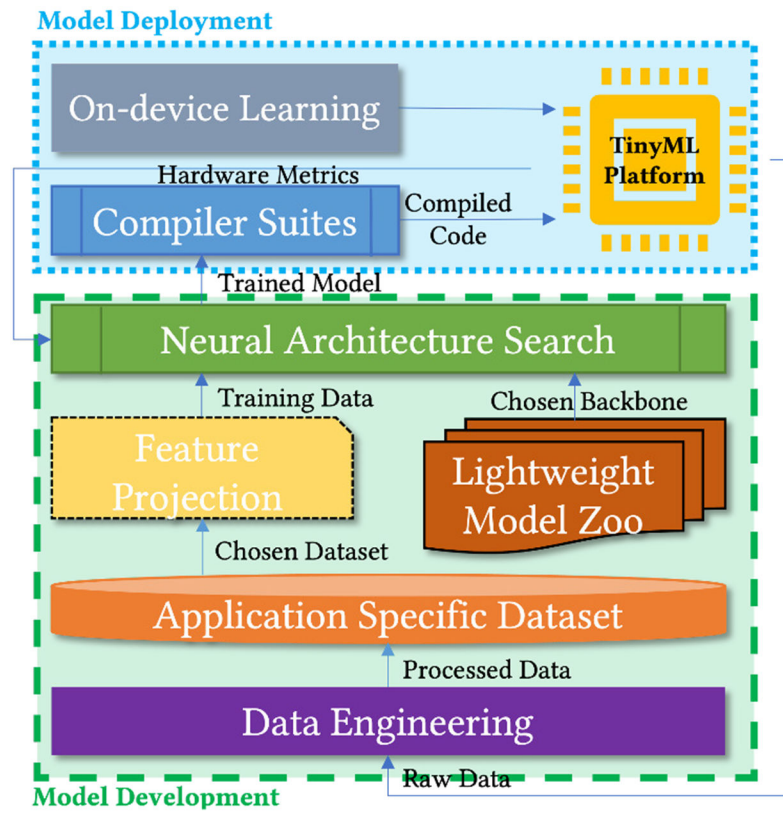 Model Deployment
On-device Learning
TinyML
Platform
Hardware Metrics
Compiler Suites
Compiled
Code
Trained Model
Neural Architecture Search
Training Data
Chosen Backbone
Feature
Projection
Lightweight
Model Zoo
Chosen Dataset
Application Specific Dataset
Processed Data
Data Engineering
Raw Data
Model Development